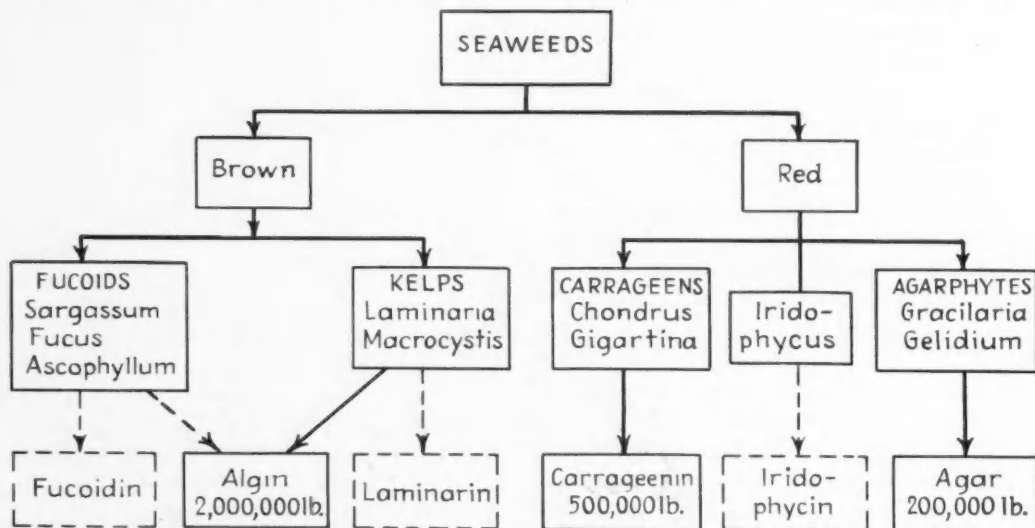 SEAWEEDS
Brown
Red
FUCOIDS
Sargassum
Fucus
Ascophyllum
KELPS
Laminaria
Macrocystis
CARRAGEENS
Chondrus
Gigartina
Irido-
phycus
AGARPHYTES
Gracilaria
Gelidium
Fucoidin
Algin
2,000,000 lb.
Laminarin
Carrageenin
500,000 lb.
Irido-
phycin
Agar
200,000 lb.